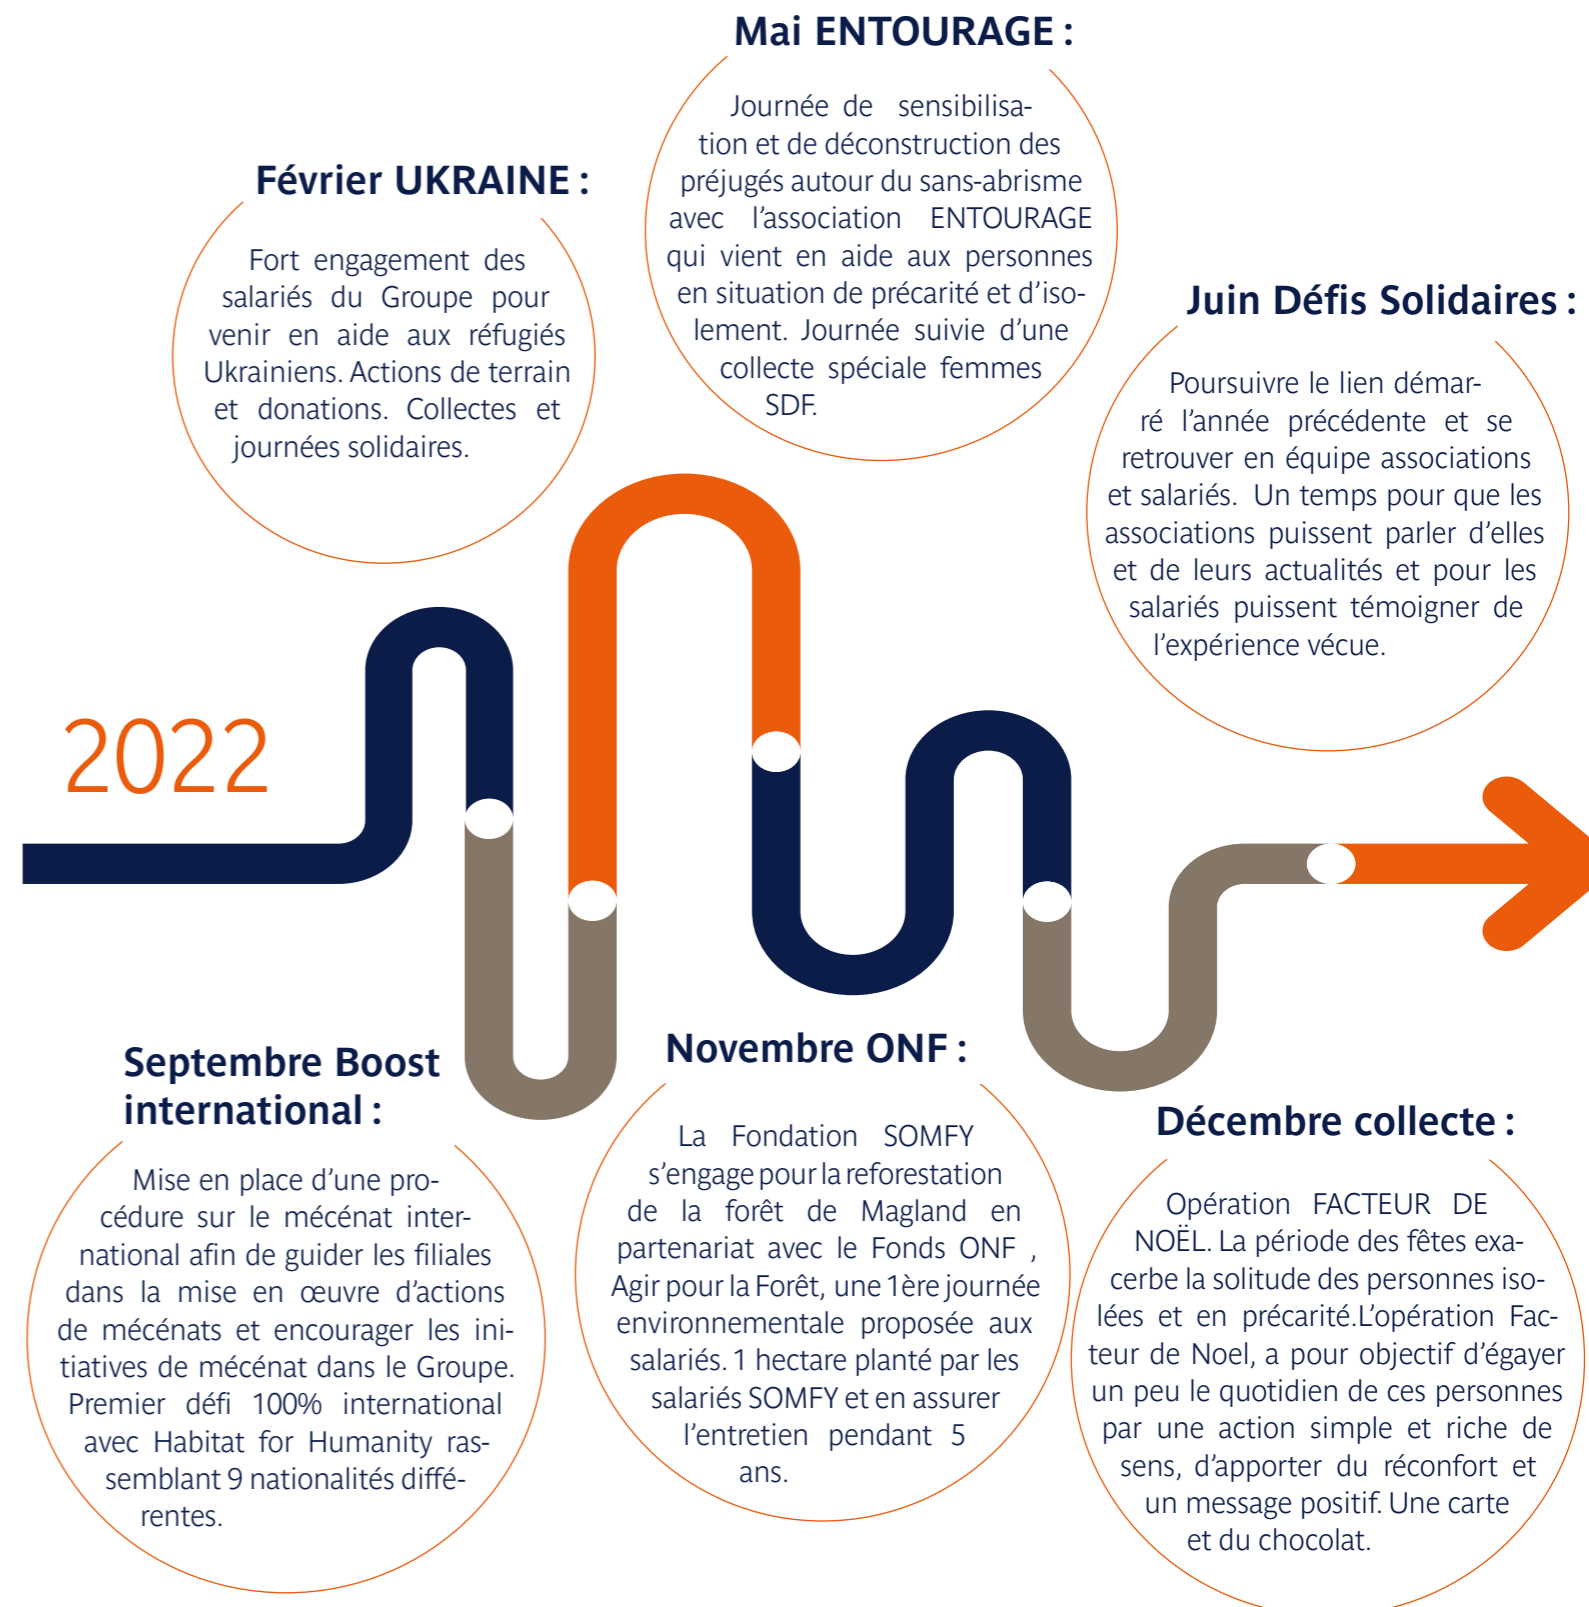 Mai ENTOURAGE :
Journée de sensibilisa-
tion et de déconstruction des
préjugés autour du sans-abrisme
avec l’association ENTOURAGE
qui vient en aide aux personnes
en situation de précarité et d’iso-
lement. Journée suivie d’une
collecte spéciale femmes
SDF.
Février UKRAINE :
Fort engagement des
salariés du Groupe pour
venir en aide aux réfugiés
Ukrainiens. Actions de terrain
et donations. Collectes et
journées solidaires.
Juin Défis Solidaires :
Poursuivre le lien démar-
ré l’année précédente et se
retrouver en équipe associations
et salariés. Un temps pour que les
associations puissent parler d’elles
et de leurs actualités et pour les
salariés puissent témoigner de
l’expérience vécue.
2022
Septembre Boost
international :
Mise en place d’une pro-
cédure sur le mécénat inter-
national afin de guider les filiales
dans la mise en œuvre d’actions
de mécénats et encourager les ini-
tiatives de mécénat dans le Groupe.
Premier défi 100% international
avec Habitat for Humanity ras-
semblant 9 nationalités diffé-
rentes.
Novembre ONF :
La Fondation SOMFY
s’engage pour la reforestation
de la forêt de Magland en
partenariat avec le Fonds ONF ,
Agir pour la Forêt, une 1ère journée
environnementale proposée aux
salariés. 1 hectare planté par les
salariés SOMFY et en assurer
l’entretien pendant 5
ans.
Décembre collecte :
Opération FACTEUR DE
NOËL. La période des fêtes exa-
cerbe la solitude des personnes iso-
lées et en précarité.L’opération Fac-
teur de Noel, a pour objectif d’égayer
un peu le quotidien de ces personnes
par une action simple et riche de
sens, d’apporter du réconfort et
un message positif. Une carte
et du chocolat.